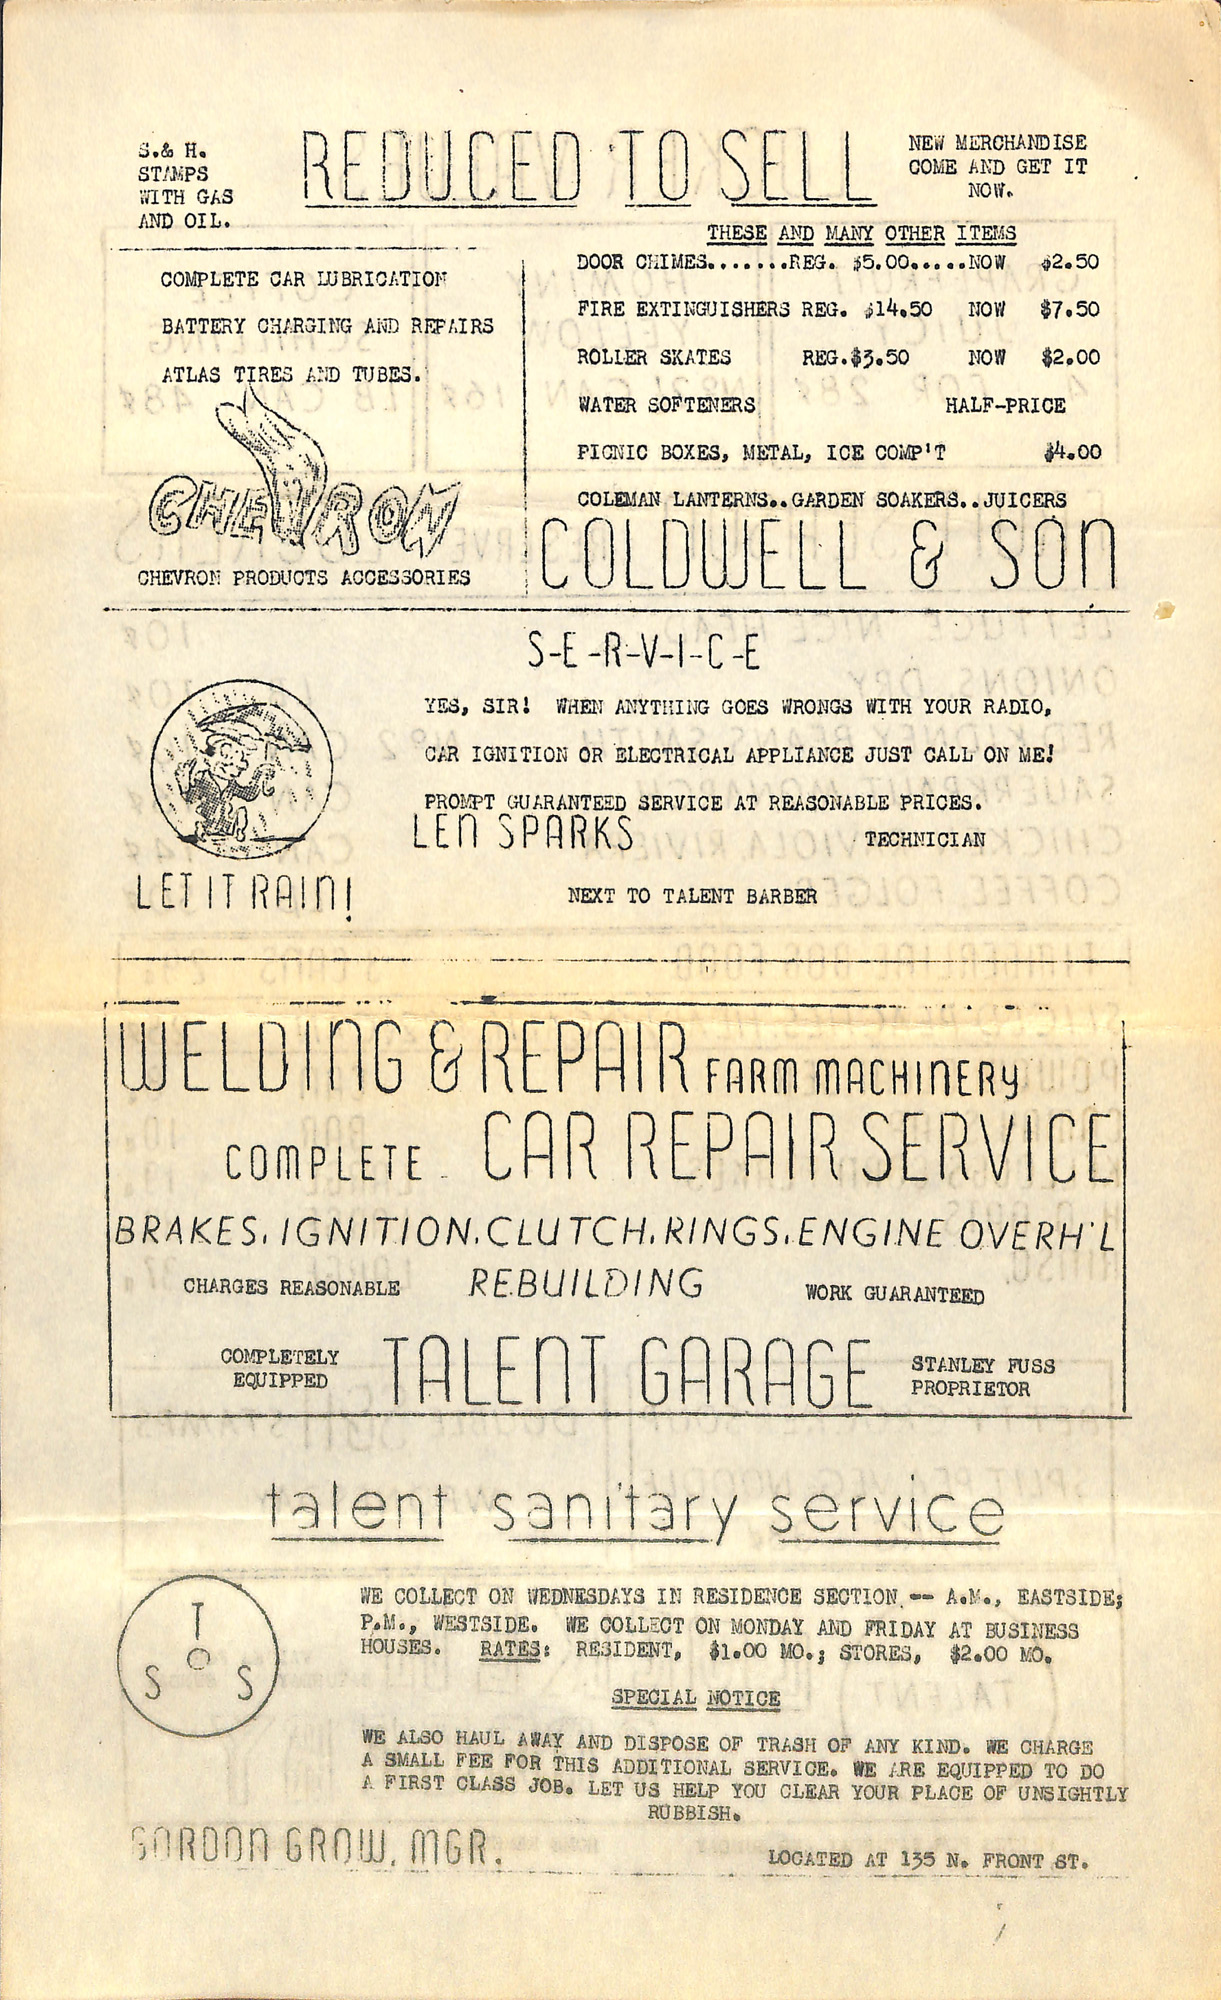 S.& H.
STAMPS
WITH GAS
AND OIL.
REDUCED TO SELL
NEW MERCHANDISE
COME AND GET IT
NOW.
COMPLETE CAR LUBRICATION
BATTERY CHARGING AND REPAIRS
ATLAS TIRES AND TUBES.
CHEVRON
CHEVRON PRODUCTS ACCESSORIES
THESE AND MANY OTHER ITEMS
DOOR CHIMES.......REG. $5.00.....NOW $2.50
FIRE EXTINGUISHERS REG. $14.50 NOW $7.50
ROLLER SKATES REG.$3.50 NOW $2.00
WATER SOFTENERS HALF-PRICE
PICNIC BOXES, METAL, ICE COMP'T $4.00
COLEMAN LANTERNS..GARDEN SOAKERS..JUICERS
COLDWELL & SON
S-E-R-V-I-C-E
YES, SIR! WHEN ANYTHING GOES WRONGS WITH YOUR RADIO,
CAR IGNITION OR ELECTRICAL APPLIANCE JUST CALL ON ME!
PROMPT GUARANTEED SERVICE AT REASONABLE PRICES.
LEN SPARKS TECHNICIAN
LET IT RAIN!
NEXT TO TALENT BARBER
WELDING & REPAIR FARM MACHINERY
COMPLETE CAR REPAIR SERVICE
BRAKES, IGNITION, CLUTCH, RINGS, ENGINE OVERH'L
CHARGES REASONABLE REBUILDING WORK GUARANTEED
COMPLETELY
EQUIPPED
TALENT GARAGE
STANLEY FUSS
PROPRIETOR
talent sanitary service
T
O
S S
WE COLLECT ON WEDNESDAYS IN RESIDENCE SECTION -- A.M., EASTSIDE;
P.M., WESTSIDE. WE COLLECT ON MONDAY AND FRIDAY AT BUSINESS
HOUSES. RATES: RESIDENT, $1.00 MO.; STORES, $2.00 MO.
SPECIAL NOTICE
WE ALSO HAUL AWAY AND DISPOSE OF TRASH OF ANY KIND. WE CHARGE
A SMALL FEE FOR THIS ADDITIONAL SERVICE. WE ARE EQUIPPED TO DO
A FIRST CLASS JOB. LET US HELP YOU CLEAR YOUR PLACE OF UNSIGHTLY
RUBBISH.
GORDON GROW, MGR.
LOCATED AT 135 N. FRONT ST.